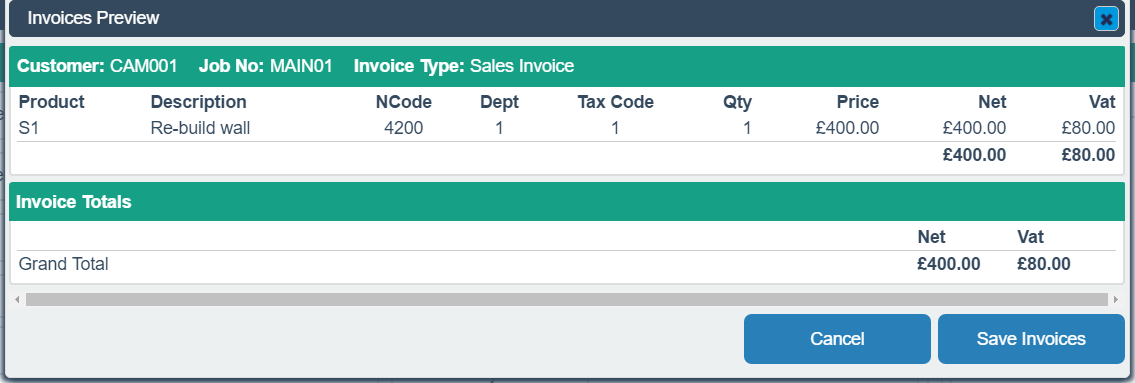 Invoices Preview
Customer: CAM001 Job No: MAIN01 Invoice Type: Sales Invoice
Product Description NCode Dept Tax Code Qty Price Net Vat
S1 Re-build wall 4200 1 1 1 £400.00 £400.00 £80.00
£400.00 £80.00
Invoice Totals
Net Vat
Grand Total £400.00 £80.00
Cancel Save Invoices